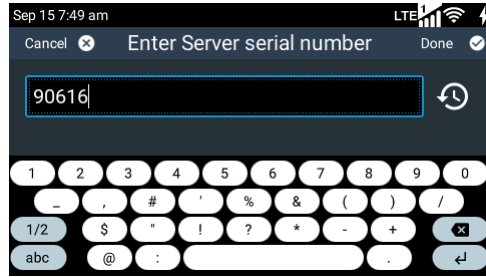 Sep 15 7:49 am LTE 1
Cancel Enter Server serial number Done
90616
1 2 3 4 5 6 7 8 9 0
_ , # ' % & ( ) /
1/2 $ " ! ? * - +
abc @ : .